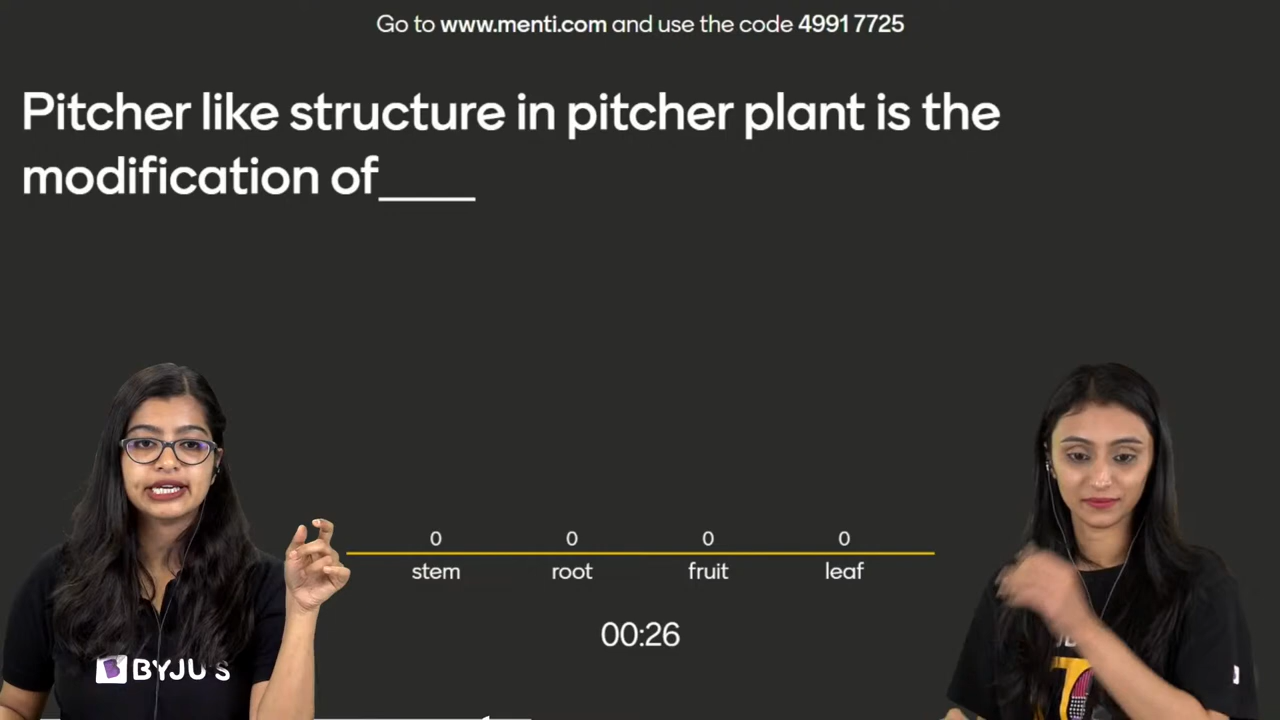 Go to www.menti.com and use the code 4991 7725
Pitcher like structure in pitcher plant is the
modification of____
0 0 0 0
stem root fruit leaf
00:26
BYJU'S